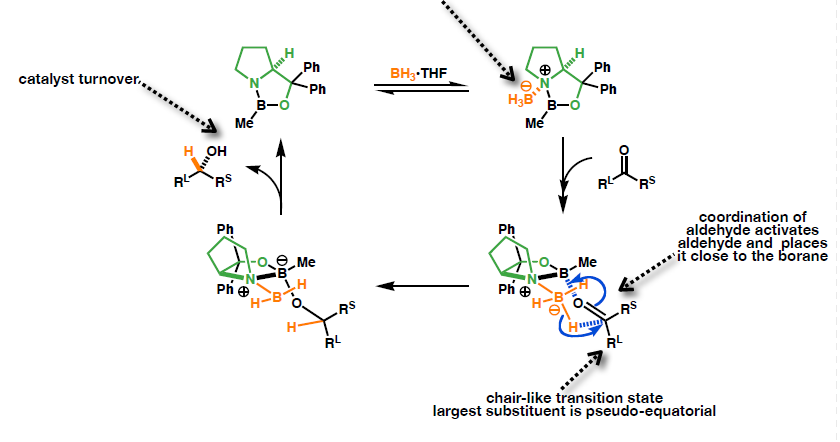 H
Ph
Ph
N
B
O
Me
BH3•THF
H
Ph
Ph
⊕
N
⊖
H3B
B
O
Me
catalyst turnover
H
OH
RL
RS
O
RL
RS
coordination of
aldehyde activates
aldehyde and places
it close to the borane
Ph
O
⊖
B
Me
N
Ph
⊕
B
H
H
O
H
RS
RL
Ph
O
B
Me
N
Ph
⊕
B
H
H
⊖
O
H
RS
RL
chair-like transition state
largest substituent is pseudo-equatorial